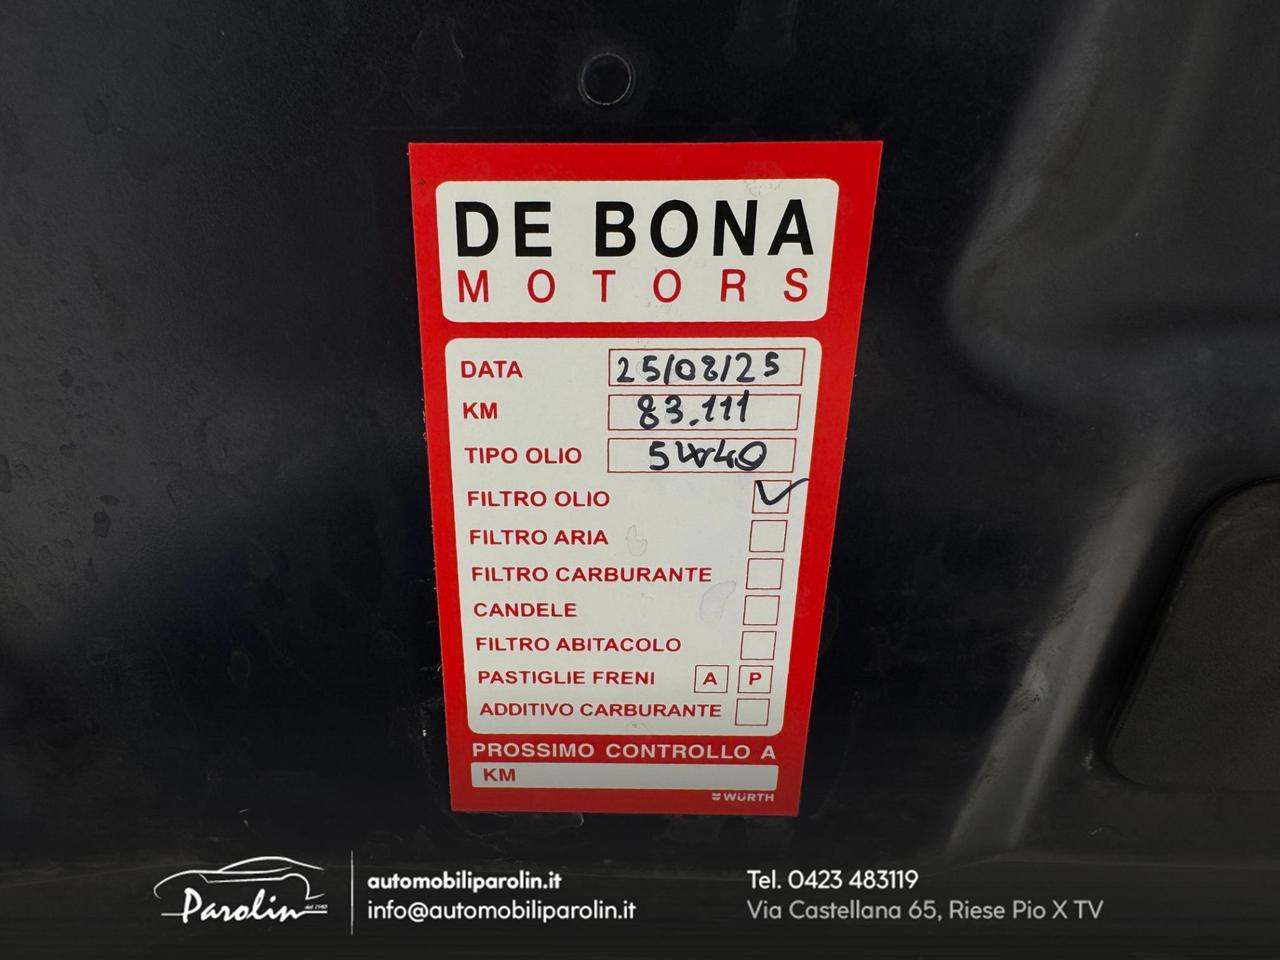 DE BONA
MOTORS
DATA 25/08/25
KM 83.111
TIPO OLIO 5W40
FILTRO OLIO
FILTRO ARIA
FILTRO CARBURANTE
CANDELE
FILTRO ABITACOLO
PASTIGLIE FRENI A P
ADDITIVO CARBURANTE
PROSSIMO CONTROLLO A
KM
WÜRTH
Parolin
automobiliparolin.it
info@automobiliparolin.it
Tel. 0423 483119
Via Castellana 65, Riese Pio X TV